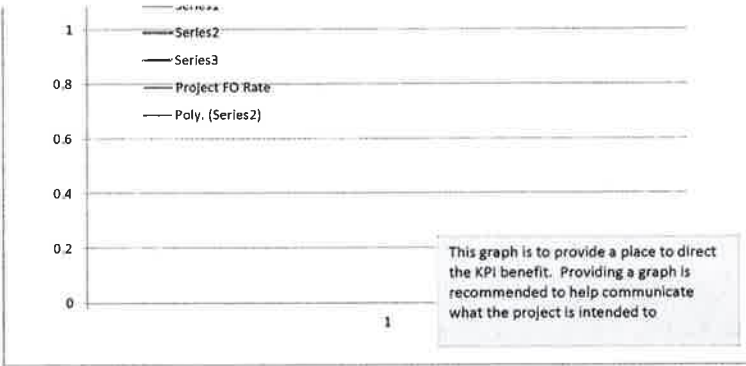 Series1
1
Series2
Series3
0.8
Project FO Rate
Poly. (Series2)
0.6
0.4
0.2
0
1
This graph is to provide a place to direct
the KPI benefit. Providing a graph is
recommended to help communicate
what the project is intended to